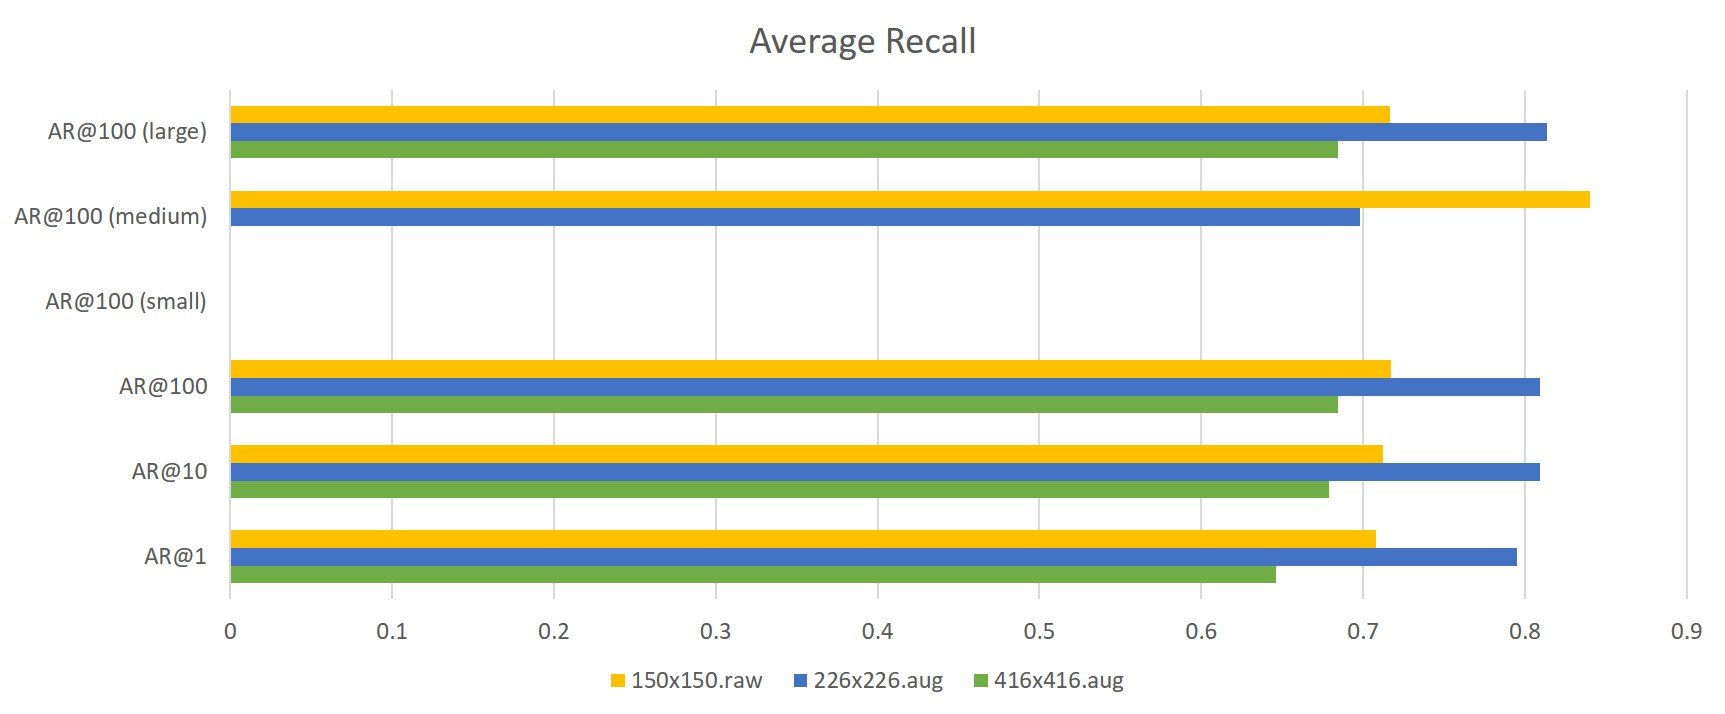 Average Recall
AR@100 (large)
AR@100 (medium)
AR@100 (small)
AR@100
AR@10
AR@1
0 0.1 0.2 0.3 0.4 0.5 0.6 0.7 0.8 0.9
150x150.raw 226x226.aug 416x416.aug